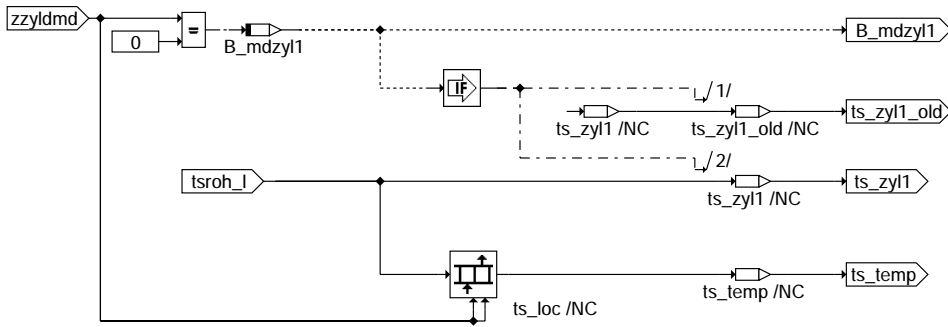 zzyldmd
0
=
B_mdzyl1
B_mdzyl1
IF
/1/
ts_zyl1 /NC
ts_zyl1_old /NC
ts_zyl1_old
/2/
tsroh_l
ts_zyl1 /NC
ts_zyl1
ts_loc /NC
ts_temp /NC
ts_temp